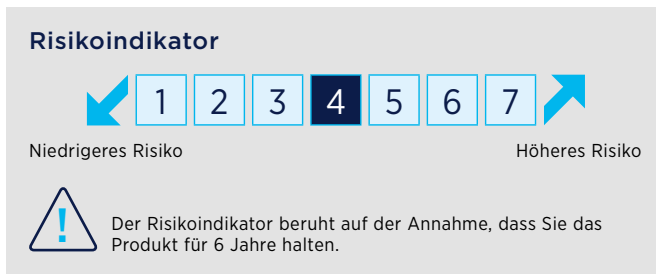 Risikoindikator
1 2 3 4 5 6 7
Niedrigeres Risiko Höheres Risiko
!
Der Risikoindikator beruht auf der Annahme, dass Sie das
Produkt für 6 Jahre halten.